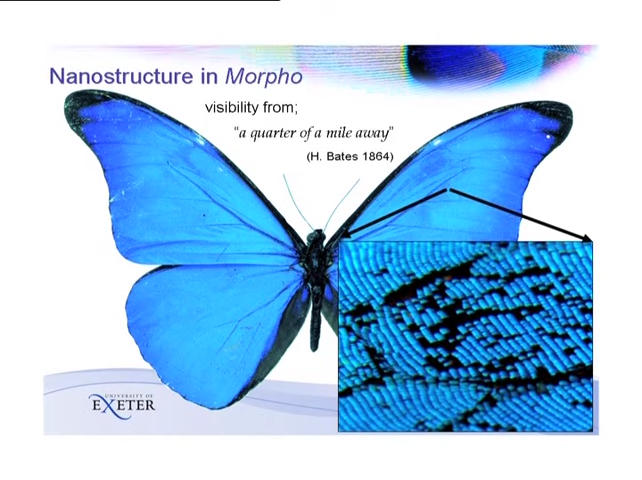 Nanostructure in Morpho
visibility from;
"a quarter of a mile away"
(H. Bates 1864)
UNIVERSITY OF
EXETER